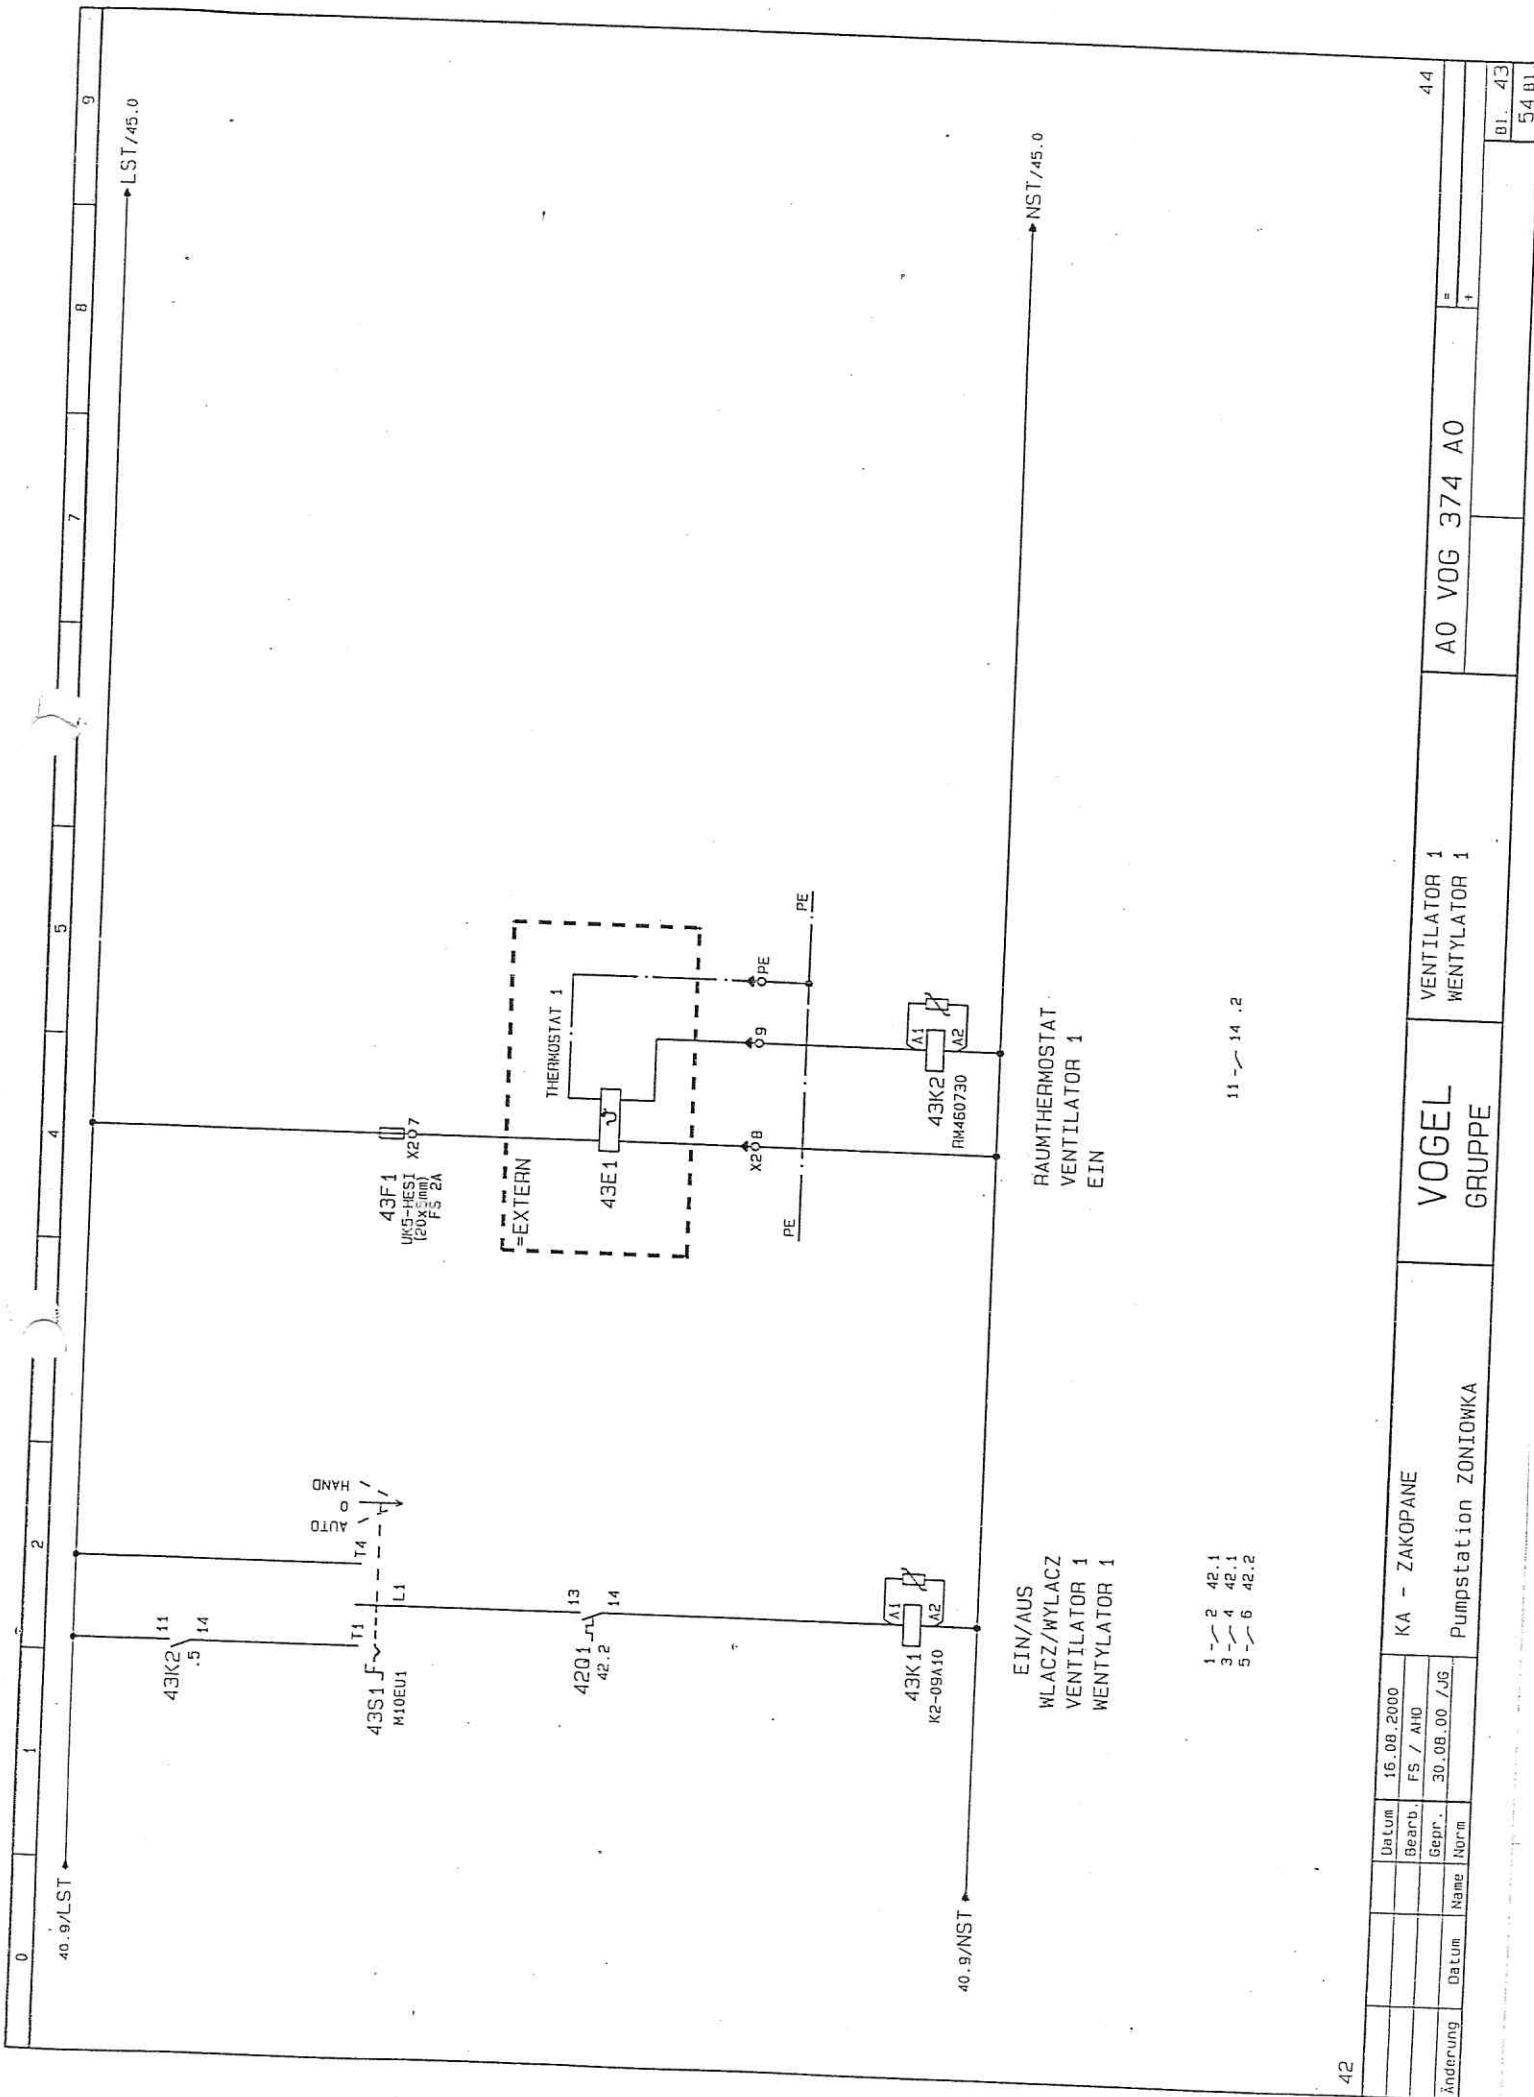 0 1 2 4 5 7 8 9
40.9/LST
LST/45.0
43K2
.5
11
14
43S1
M10EU1
T1
T4
L1
AUTO 0 HAND
42Q1
42.2
13
14
43K1
K2-09A10
A1
A2
40.9/NST
NST/45.0
43F1
UK5-HESI
(20x5mm)
FS 2A
X2 7
=EXTERN
THERMOSTAT 1
43E1
X2 8
9
PE
PE
PE
43K2
RM460730
A1
A2
EIN/AUS
WLACZ/WYLACZ
VENTILATOR 1
WENTYLATOR 1
RAUMTHERMOSTAT
VENTILATOR 1
EIN
1 2 42.1
3 4 42.1
5 6 42.2
11 14 .2
42
44
Änderung Datum Name
Datum 16.08.2000
Bearb. FS / AHO
Gepr. 30.08.00 /JG
Norm
KA - ZAKOPANE
Pumpstation ZONIOWKA
VOGEL
GRUPPE
VENTILATOR 1
WENTYLATOR 1
AO VOG 374 AO
=
+
Bl. 43
54 Bl.